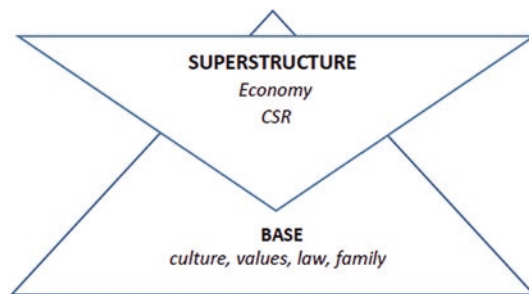 SUPERSTRUCTURE
Economy
CSR
BASE
culture, values, law, family